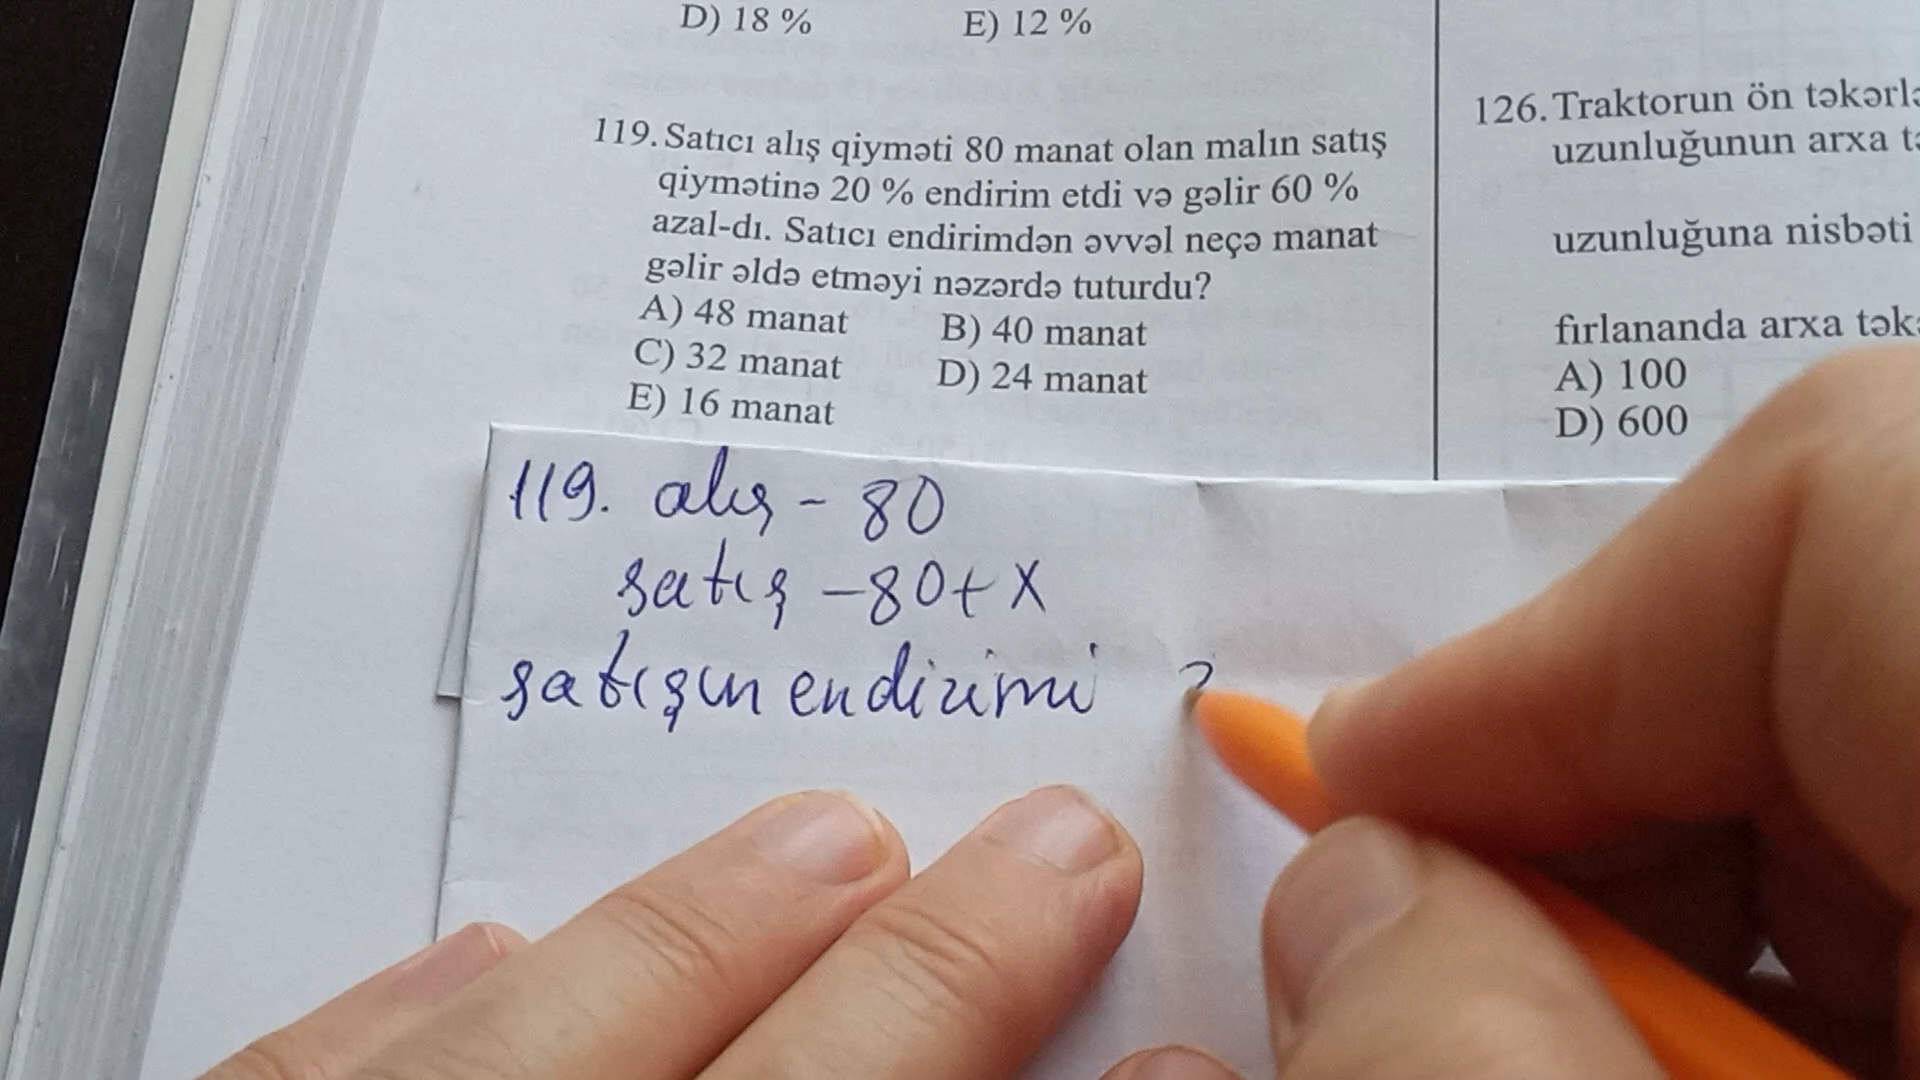 D) 18 % E) 12 %
119. Satıcı alış qiyməti 80 manat olan malın satış
qiymətinə 20 % endirim etdi və gəlir 60 %
azal-dı. Satıcı endirimdən əvvəl neçə manat
gəlir əldə etməyi nəzərdə tuturdu?
A) 48 manat B) 40 manat
C) 32 manat D) 24 manat
E) 16 manat
126. Traktorun ön
uzunluğunun arxa
uzunluğuna nisbəti
fırlananda arxa
A) 100
D) 600
119. alış - 80
satış - 80 + x
satışın endirimi